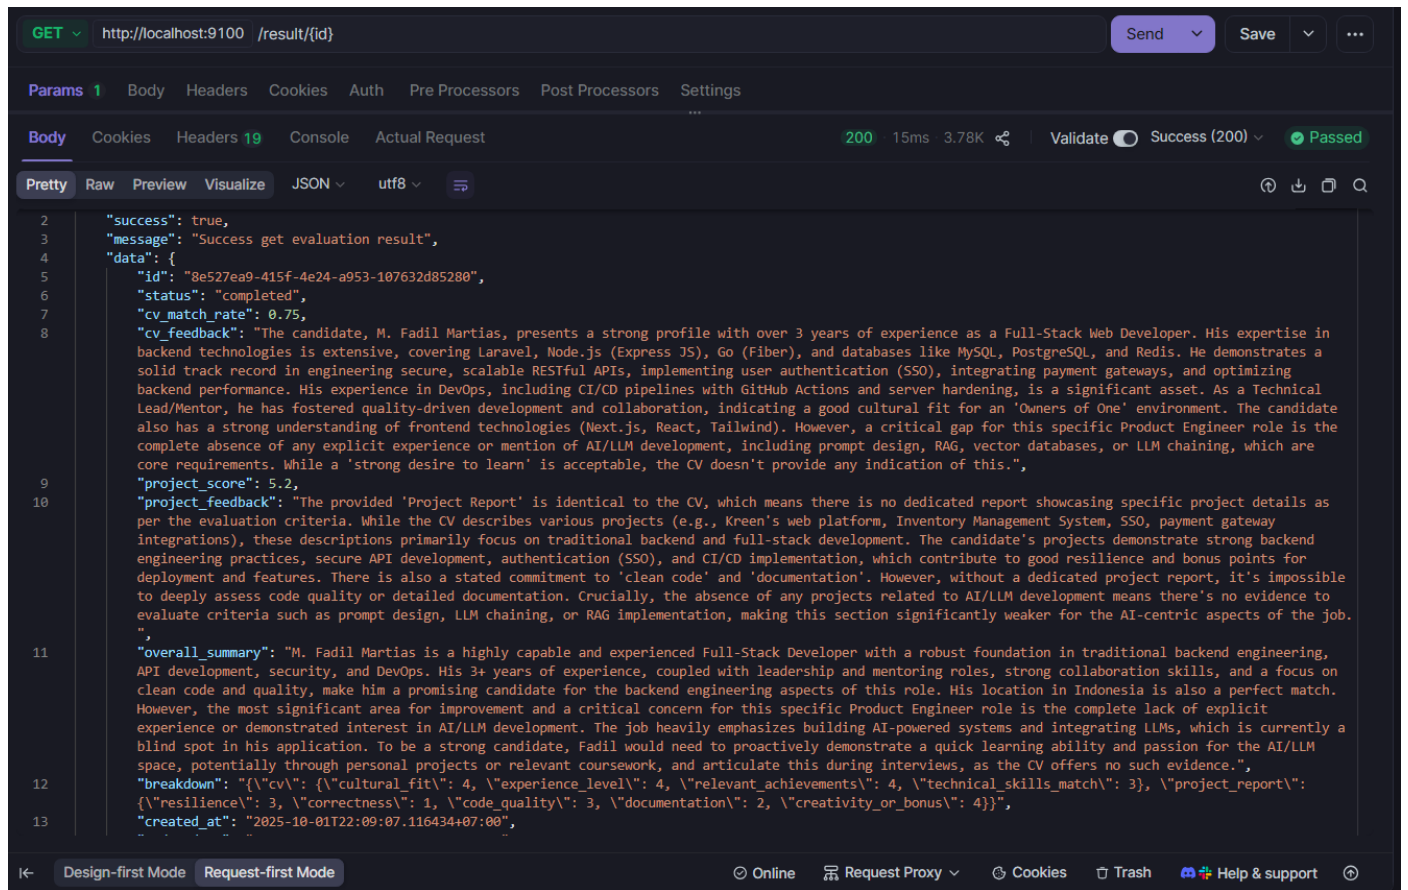 GET http://localhost:9100 /result/{id} Send Save
Params 1 Body Headers Cookies Auth Pre Processors Post Processors Settings
Body Cookies Headers 19 Console Actual Request 200 15ms 3.78K Validate Success (200) Passed
Pretty Raw Preview Visualize JSON utf8
2 "success": true,
3 "message": "Success get evaluation result",
4 "data": {
5 "id": "8e527ea9-415f-4e24-a953-107632d85280",
6 "status": "completed",
7 "cv_match_rate": 0.75,
8 "cv_feedback": "The candidate, M. Fadil Martias, presents a strong profile with over 3 years of experience as a Full-Stack Web Developer. His expertise in
backend technologies is extensive, covering Laravel, Node.js (Express JS), Go (Fiber), and databases like MySQL, PostgreSQL, and Redis. He demonstrates a
solid track record in engineering secure, scalable RESTful APIs, implementing user authentication (SSO), integrating payment gateways, and optimizing
backend performance. His experience in DevOps, including CI/CD pipelines with GitHub Actions and server hardening, is a significant asset. As a Technical
Lead/Mentor, he has fostered quality-driven development and collaboration, indicating a good cultural fit for an 'Owners of One' environment. The candidate
also has a strong understanding of frontend technologies (Next.js, React, Tailwind). However, a critical gap for this specific Product Engineer role is the
complete absence of any explicit experience or mention of AI/LLM development, including prompt design, RAG, vector databases, or LLM chaining, which are
core requirements. While a 'strong desire to learn' is acceptable, the CV doesn't provide any indication of this.",
9 "project_score": 5.2,
10 "project_feedback": "The provided 'Project Report' is identical to the CV, which means there is no dedicated report showcasing specific project details as
per the evaluation criteria. While the CV describes various projects (e.g., Kreen's web platform, Inventory Management System, SSO, payment gateway
integrations), these descriptions primarily focus on traditional backend and full-stack development. The candidate's projects demonstrate strong backend
engineering practices, secure API development, authentication (SSO), and CI/CD implementation, which contribute to good resilience and bonus points for
deployment and features. There is also a stated commitment to 'clean code' and 'documentation'. However, without a dedicated project report, it's impossible
to deeply assess code quality or detailed documentation. Crucially, the absence of any projects related to AI/LLM development means there's no evidence to
evaluate criteria such as prompt design, LLM chaining, or RAG implementation, making this section significantly weaker for the AI-centric aspects of the job.
",
11 "overall_summary": "M. Fadil Martias is a highly capable and experienced Full-Stack Developer with a robust foundation in traditional backend engineering,
API development, security, and DevOps. His 3+ years of experience, coupled with leadership and mentoring roles, strong collaboration skills, and a focus on
clean code and quality, make him a promising candidate for the backend engineering aspects of this role. His location in Indonesia is also a perfect match.
However, the most significant area for improvement and a critical concern for this specific Product Engineer role is the complete lack of explicit
experience or demonstrated interest in AI/LLM development. The job heavily emphasizes building AI-powered systems and integrating LLMs, which is currently a
blind spot in his application. To be a strong candidate, Fadil would need to proactively demonstrate a quick learning ability and passion for the AI/LLM
space, potentially through personal projects or relevant coursework, and articulate this during interviews, as the CV offers no such evidence.",
12 "breakdown": "{\"cv\": {\"cultural_fit\": 4, \"experience_level\": 4, \"relevant_achievements\": 4, \"technical_skills_match\": 3}, \"project_report\":
{\"resilience\": 3, \"correctness\": 1, \"code_quality\": 3, \"documentation\": 2, \"creativity_or_bonus\": 4}}",
13 "created_at": "2025-10-01T22:09:07.116434+07:00",
Design-first Mode Request-first Mode Online Request Proxy Cookies Trash Help & support